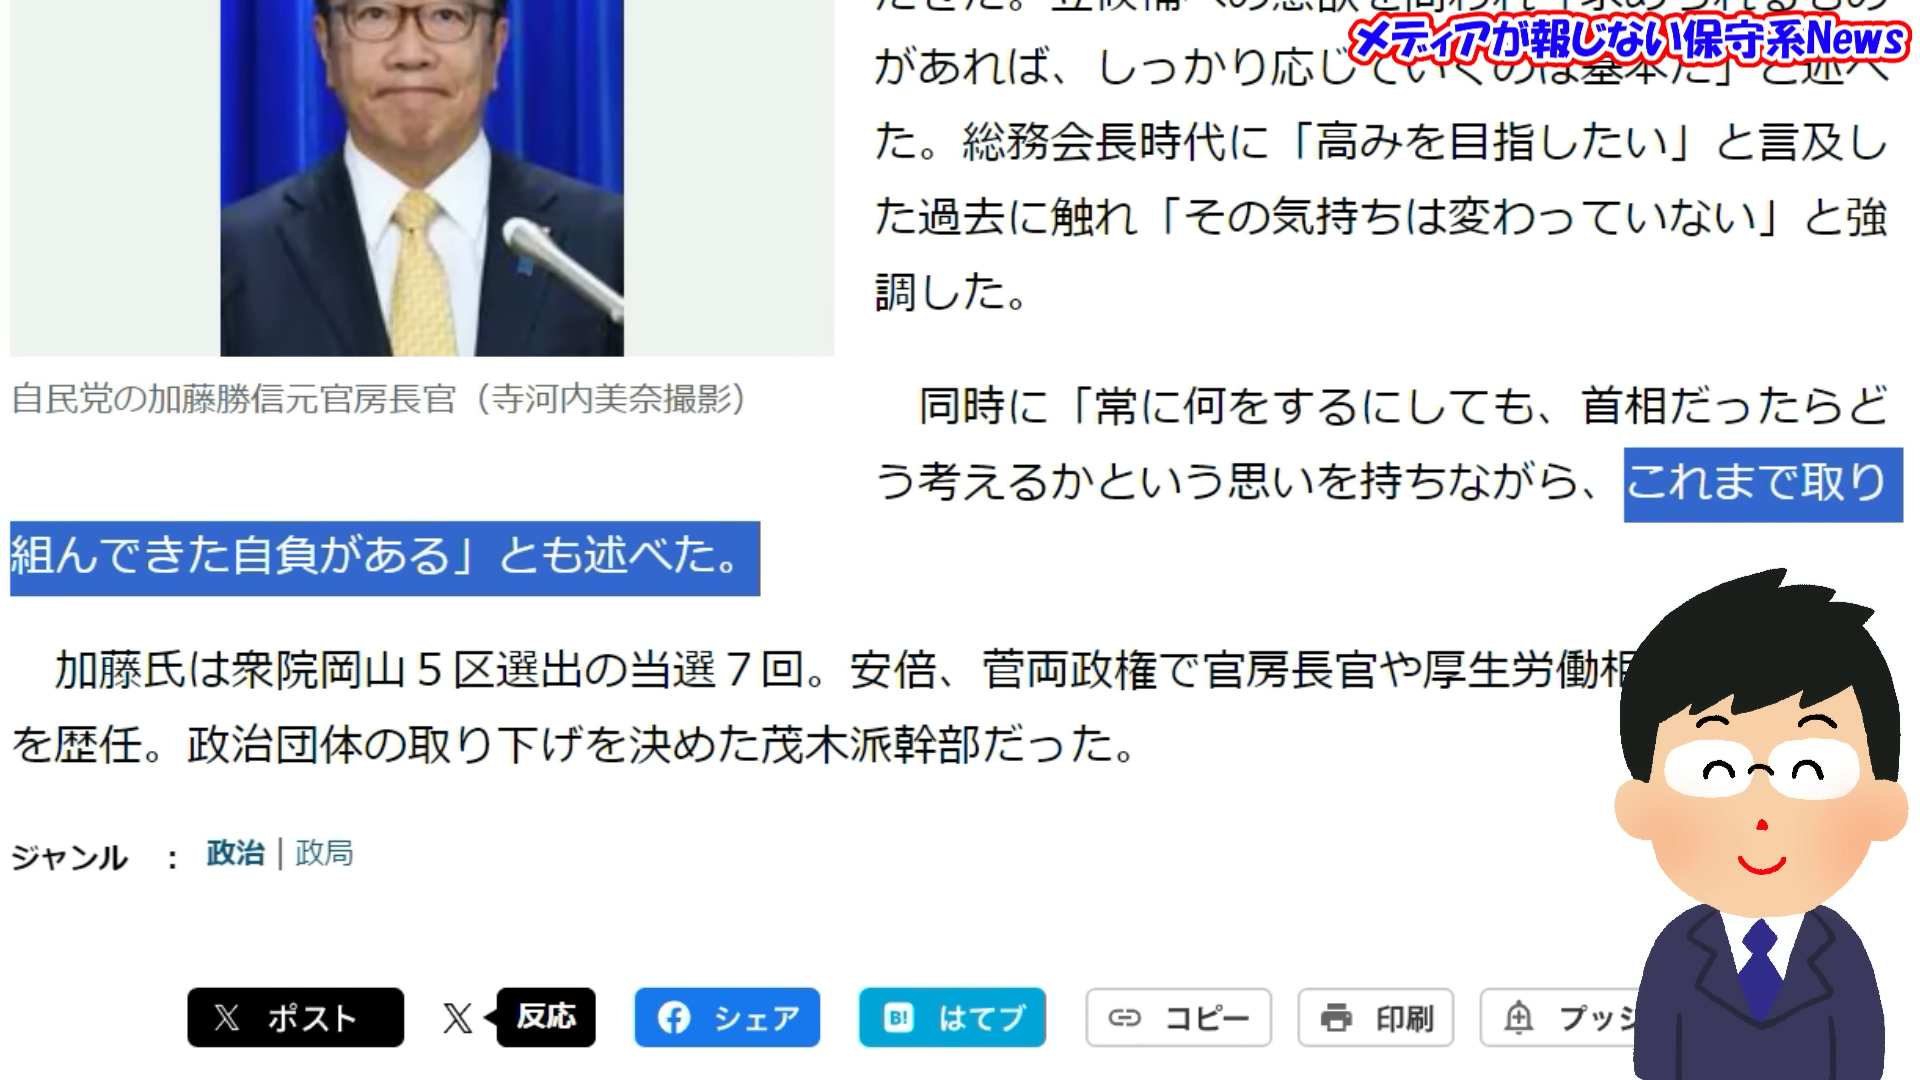 メディアが報じない保守系News
があれば、しっかり応じていくのは基本だ」と述べ
た。総務会長時代に「高みを目指したい」と言及し
た過去に触れ「その気持ちは変わっていない」と強
調した。
自民党の加藤勝信元官房長官（寺河内美奈撮影）
同時に「常に何をするにしても、首相だったらど
う考えるかという思いを持ちながら、これまで取り
組んできた自負がある」とも述べた。
加藤氏は衆院岡山５区選出の当選７回。安倍、菅両政権で官房長官や厚生労働相
を歴任。政治団体の取り下げを決めた茂木派幹部だった。
ジャンル ： 政治｜政局
X ポスト X 反応 シェア B! はてブ コピー 印刷 プッシ